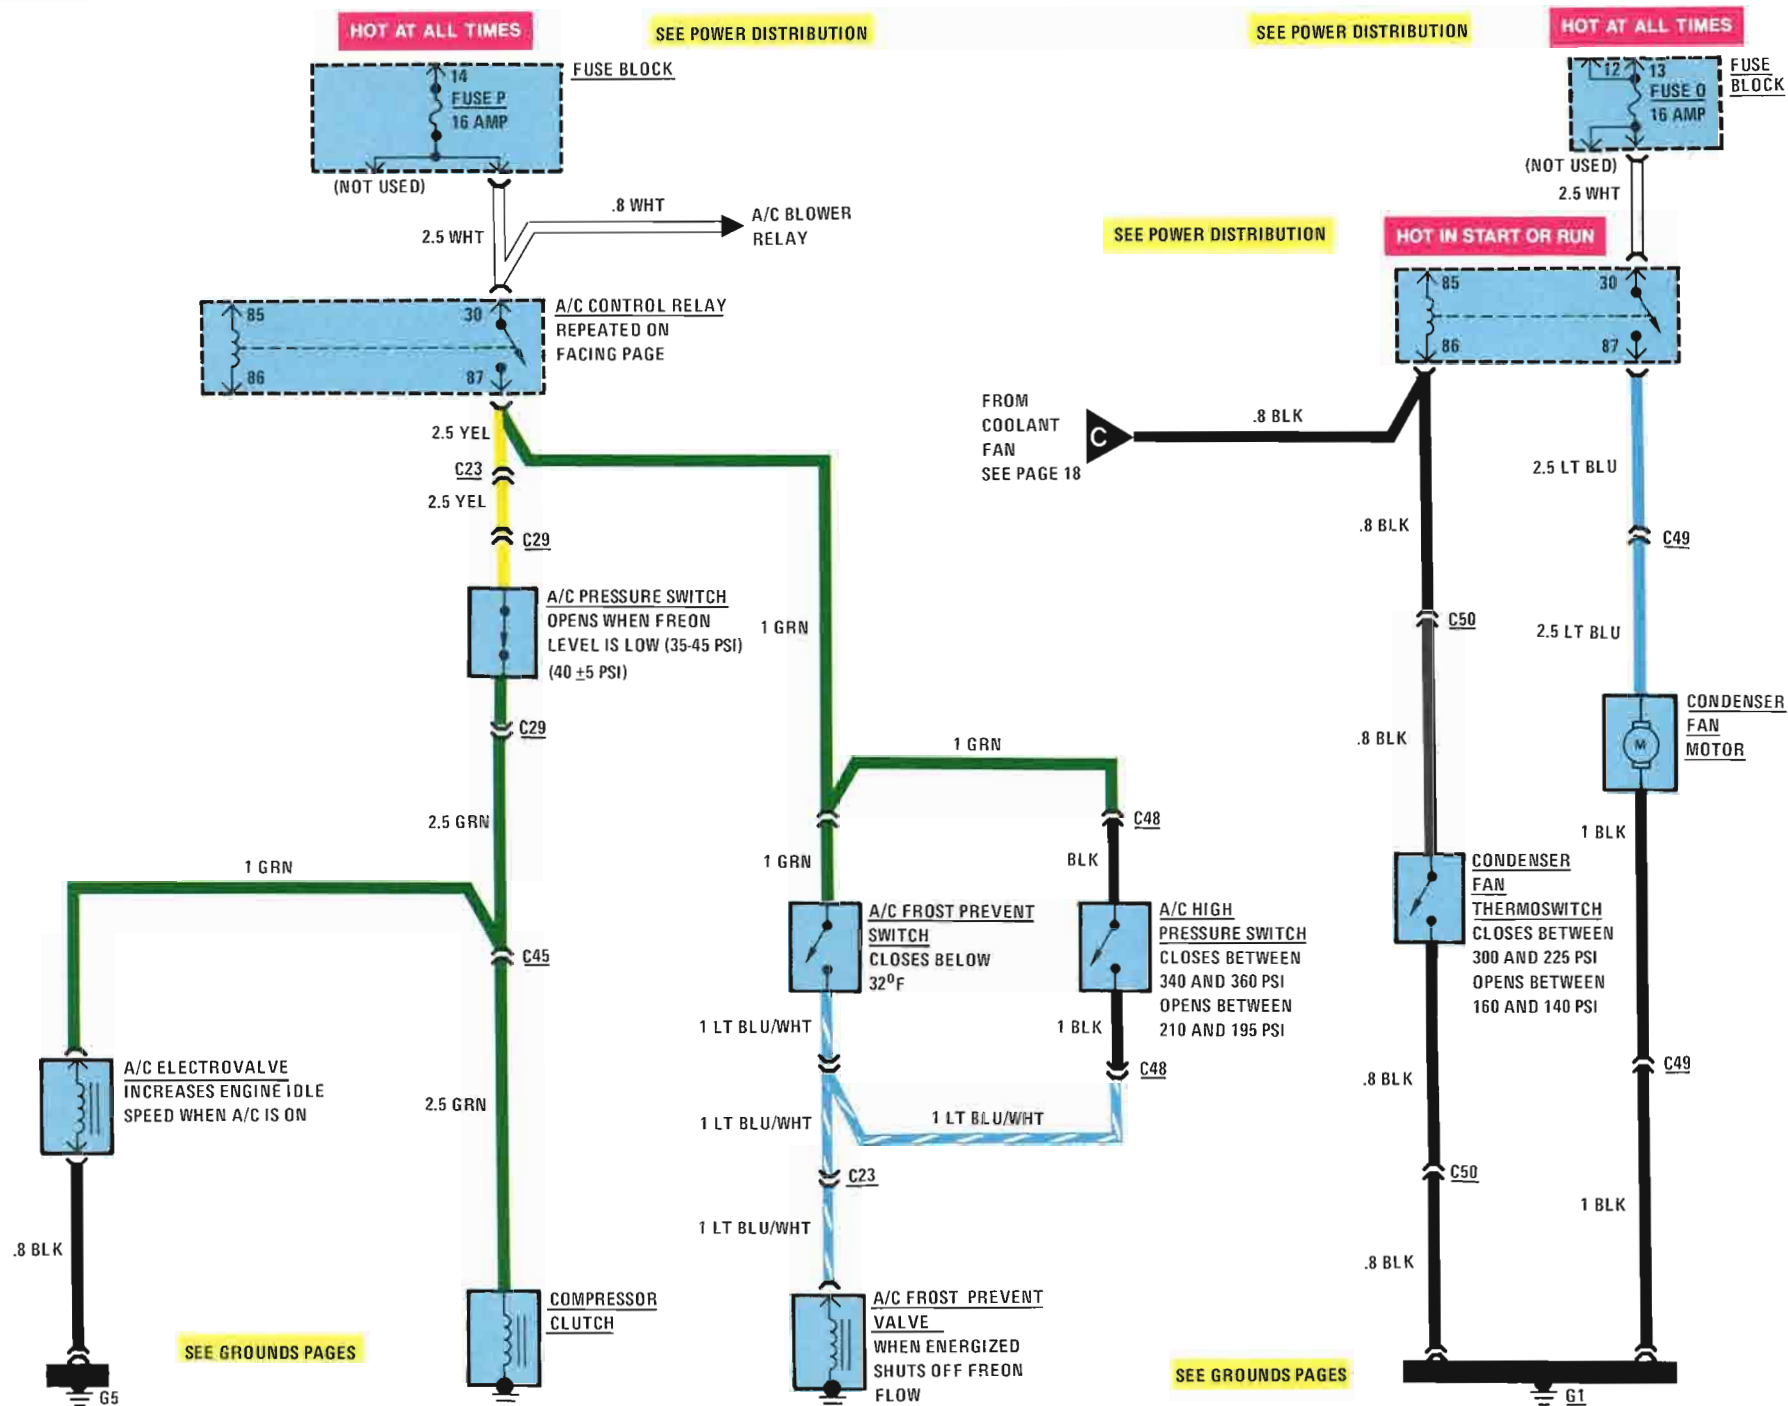 HOT AT ALL TIMES
SEE POWER DISTRIBUTION
SEE POWER DISTRIBUTION
HOT AT ALL TIMES
14
FUSE P
16 AMP
FUSE BLOCK
12
13
FUSE O
16 AMP
FUSE
BLOCK
(NOT USED)
(NOT USED)
2.5 WHT
.8 WHT
2.5 WHT
A/C BLOWER
RELAY
SEE POWER DISTRIBUTION
HOT IN START OR RUN
85
30
86
87
A/C CONTROL RELAY
REPEATED ON
FACING PAGE
85
30
86
87
2.5 YEL
C23
2.5 YEL
C29
FROM
COOLANT
FAN
SEE PAGE 18
C
.8 BLK
.8 BLK
2.5 LT BLU
C49
A/C PRESSURE SWITCH
OPENS WHEN FREON
LEVEL IS LOW (35-45 PSI)
(40 ±5 PSI)
1 GRN
C50
2.5 LT BLU
C29
1 GRN
.8 BLK
M
CONDENSER
FAN
MOTOR
2.5 GRN
1 GRN
1 GRN
C48
BLK
1 BLK
CONDENSER
FAN
THERMOSWITCH
CLOSES BETWEEN
300 AND 225 PSI
OPENS BETWEEN
160 AND 140 PSI
A/C FROST PREVENT
SWITCH
CLOSES BELOW
32⁰F
A/C HIGH
PRESSURE SWITCH
CLOSES BETWEEN
340 AND 360 PSI
OPENS BETWEEN
210 AND 195 PSI
C45
1 LT BLU/WHT
1 BLK
C48
C49
A/C ELECTROVALVE
INCREASES ENGINE IDLE
SPEED WHEN A/C IS ON
2.5 GRN
1 LT BLU/WHT
1 LT BLU/WHT
.8 BLK
C23
C50
1 BLK
.8 BLK
1 LT BLU/WHT
.8 BLK
COMPRESSOR
CLUTCH
A/C FROST PREVENT
VALVE
WHEN ENERGIZED
SHUTS OFF FREON
FLOW
SEE GROUNDS PAGES
SEE GROUNDS PAGES
G5
G1